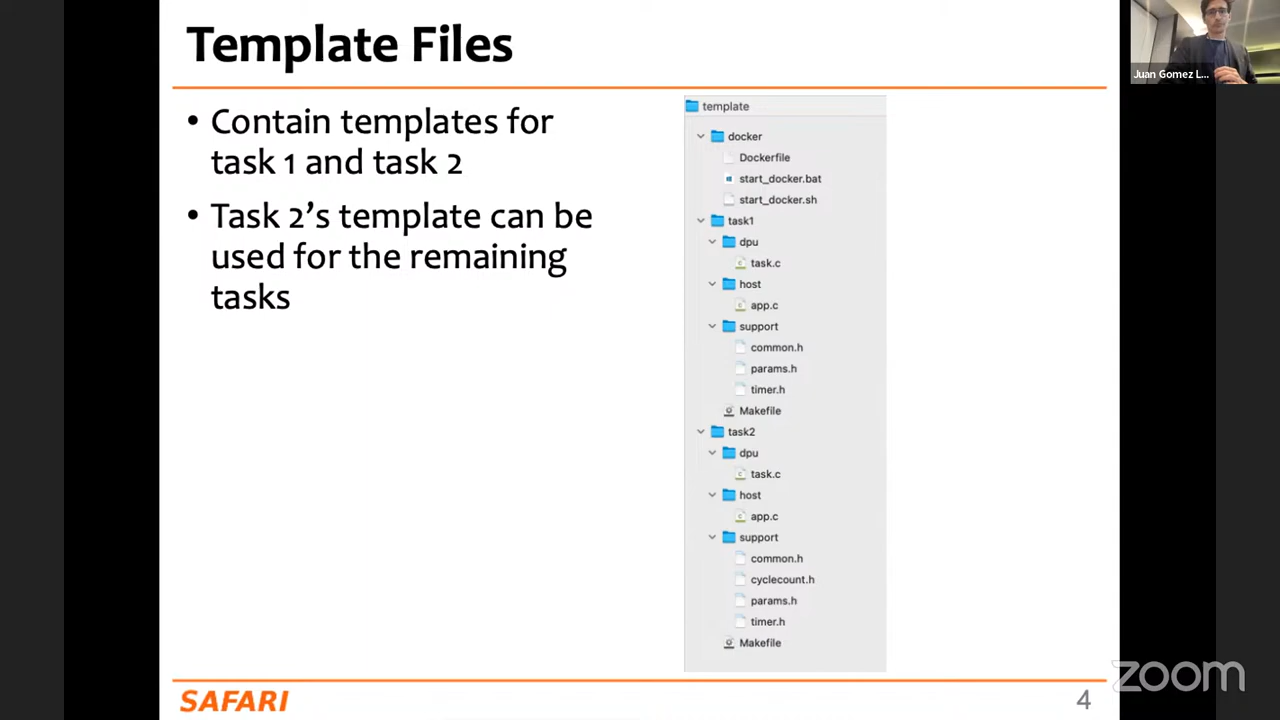 Template Files
Juan Gomez L...
• Contain templates for
task 1 and task 2
• Task 2’s template can be
used for the remaining
tasks
template
docker
Dockerfile
start_docker.bat
start_docker.sh
task1
dpu
task.c
host
app.c
support
common.h
params.h
timer.h
Makefile
task2
dpu
task.c
host
app.c
support
common.h
cyclecount.h
params.h
timer.h
Makefile
SAFARI
4
zoom